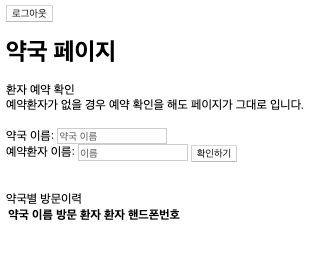 로그아웃
약국 페이지
환자 예약 확인
예약환자가 없을 경우 예약 확인을 해도 페이지가 그대로 입니다.
약국 이름: 약국 이름
예약환자 이름: 이름 확인하기
약국별 방문이력
약국 이름 방문 환자 환자 핸드폰번호